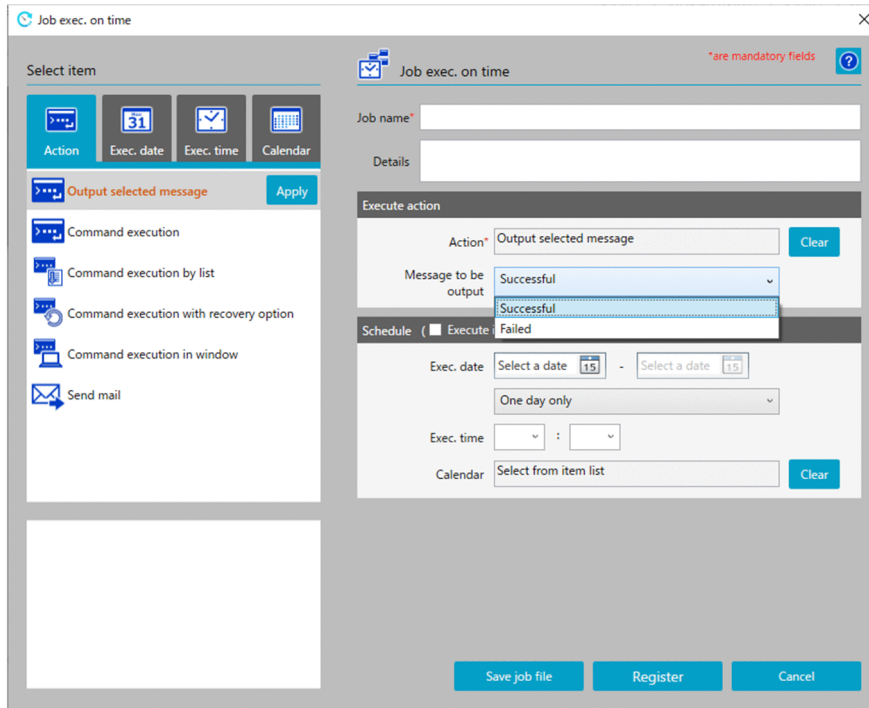 Job exec. on time
Select item
Action
Exec. date
Exec. time
Calendar
Output selected message
Apply
Command execution
Command execution by list
Command execution with recovery option
Command execution in window
Send mail
Job exec. on time
*are mandatory fields
?
Job name*
Details
Execute action
Action* Output selected message Clear
Message to be
output
Successful
Successful
Failed
Schedule ( Execute
Exec. date Select a date 15 - Select a date 15
One day only
Exec. time :
Calendar Select from item list Clear
Save job file Register Cancel